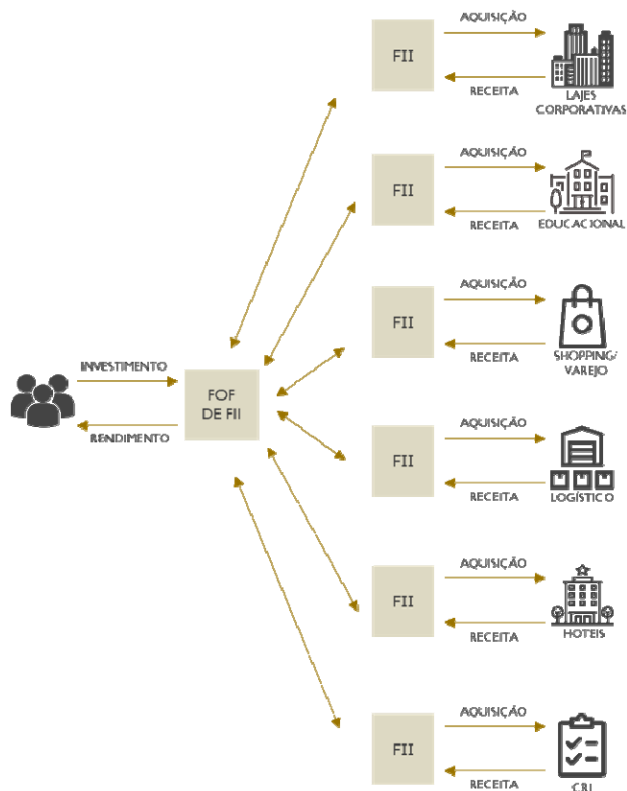 AQUISIÇÃO
FII
RECEITA
LAJES
CORPORATIVAS
AQUISIÇÃO
FII
RECEITA
EDUCACIONAL
AQUISIÇÃO
FII
RECEITA
SHOPPING/
VAREJO
INVESTIMENTO
FOF
DE FII
RENDIMENTO
AQUISIÇÃO
FII
RECEITA
LOGÍSTICO
AQUISIÇÃO
FII
RECEITA
HOTEIS
AQUISIÇÃO
FII
RECEITA
CRI